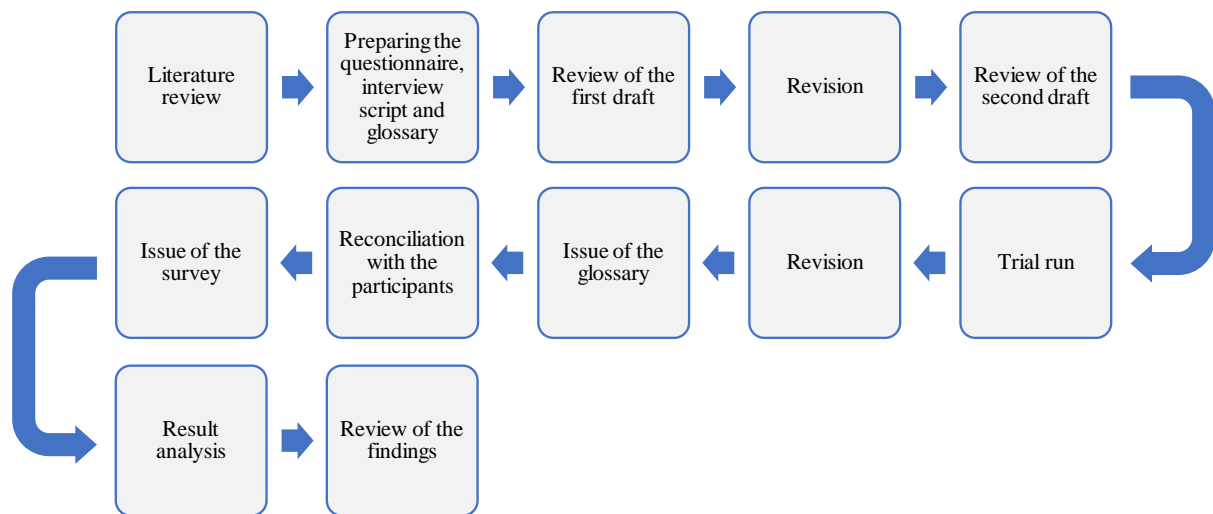 Literature
review
Preparing the
questionnaire,
interview
script and
glossary
Review of the
first draft
Revision
Review of the
second draft
Trial run
Revision
Issue of the
glossary
Reconciliation
with the
participants
Issue of the
survey
Result
analysis
Review of the
findings